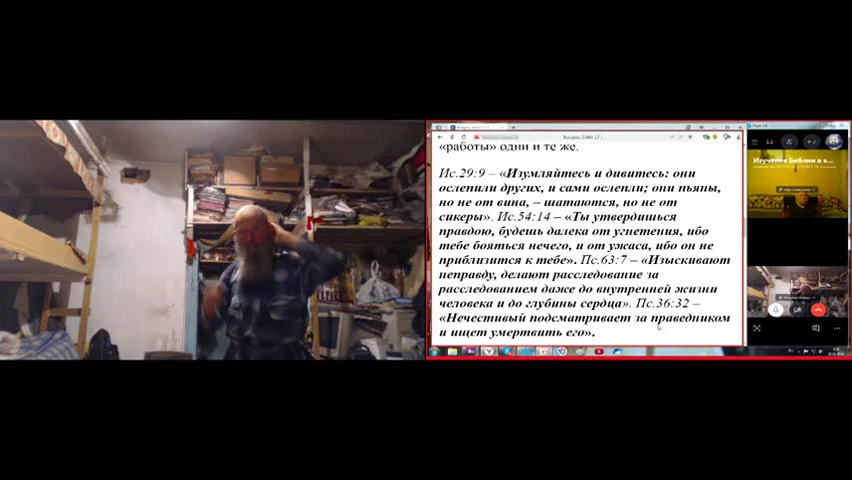 «работы» одни и те же.
Ис.29:9 – «Изумляйтесь и дивитесь: они
ослепили других, и сами ослепли; они пьяны,
но не от вина, – шатаются, но не от
сикеры». Ис.54:14 – «Ты утвердишься
правдою, будешь далека от угнетения, ибо
тебе бояться нечего, и от ужаса, ибо он не
приблизится к тебе». Пс.63:7 – «Изыскивают
неправду, делают расследование за
расследованием даже до внутренней жизни
человека и до глубины сердца». Пс.36:32 –
«Нечестивый подсматривает за праведником
и ищет умертвить его».
Изучение Библии в к...